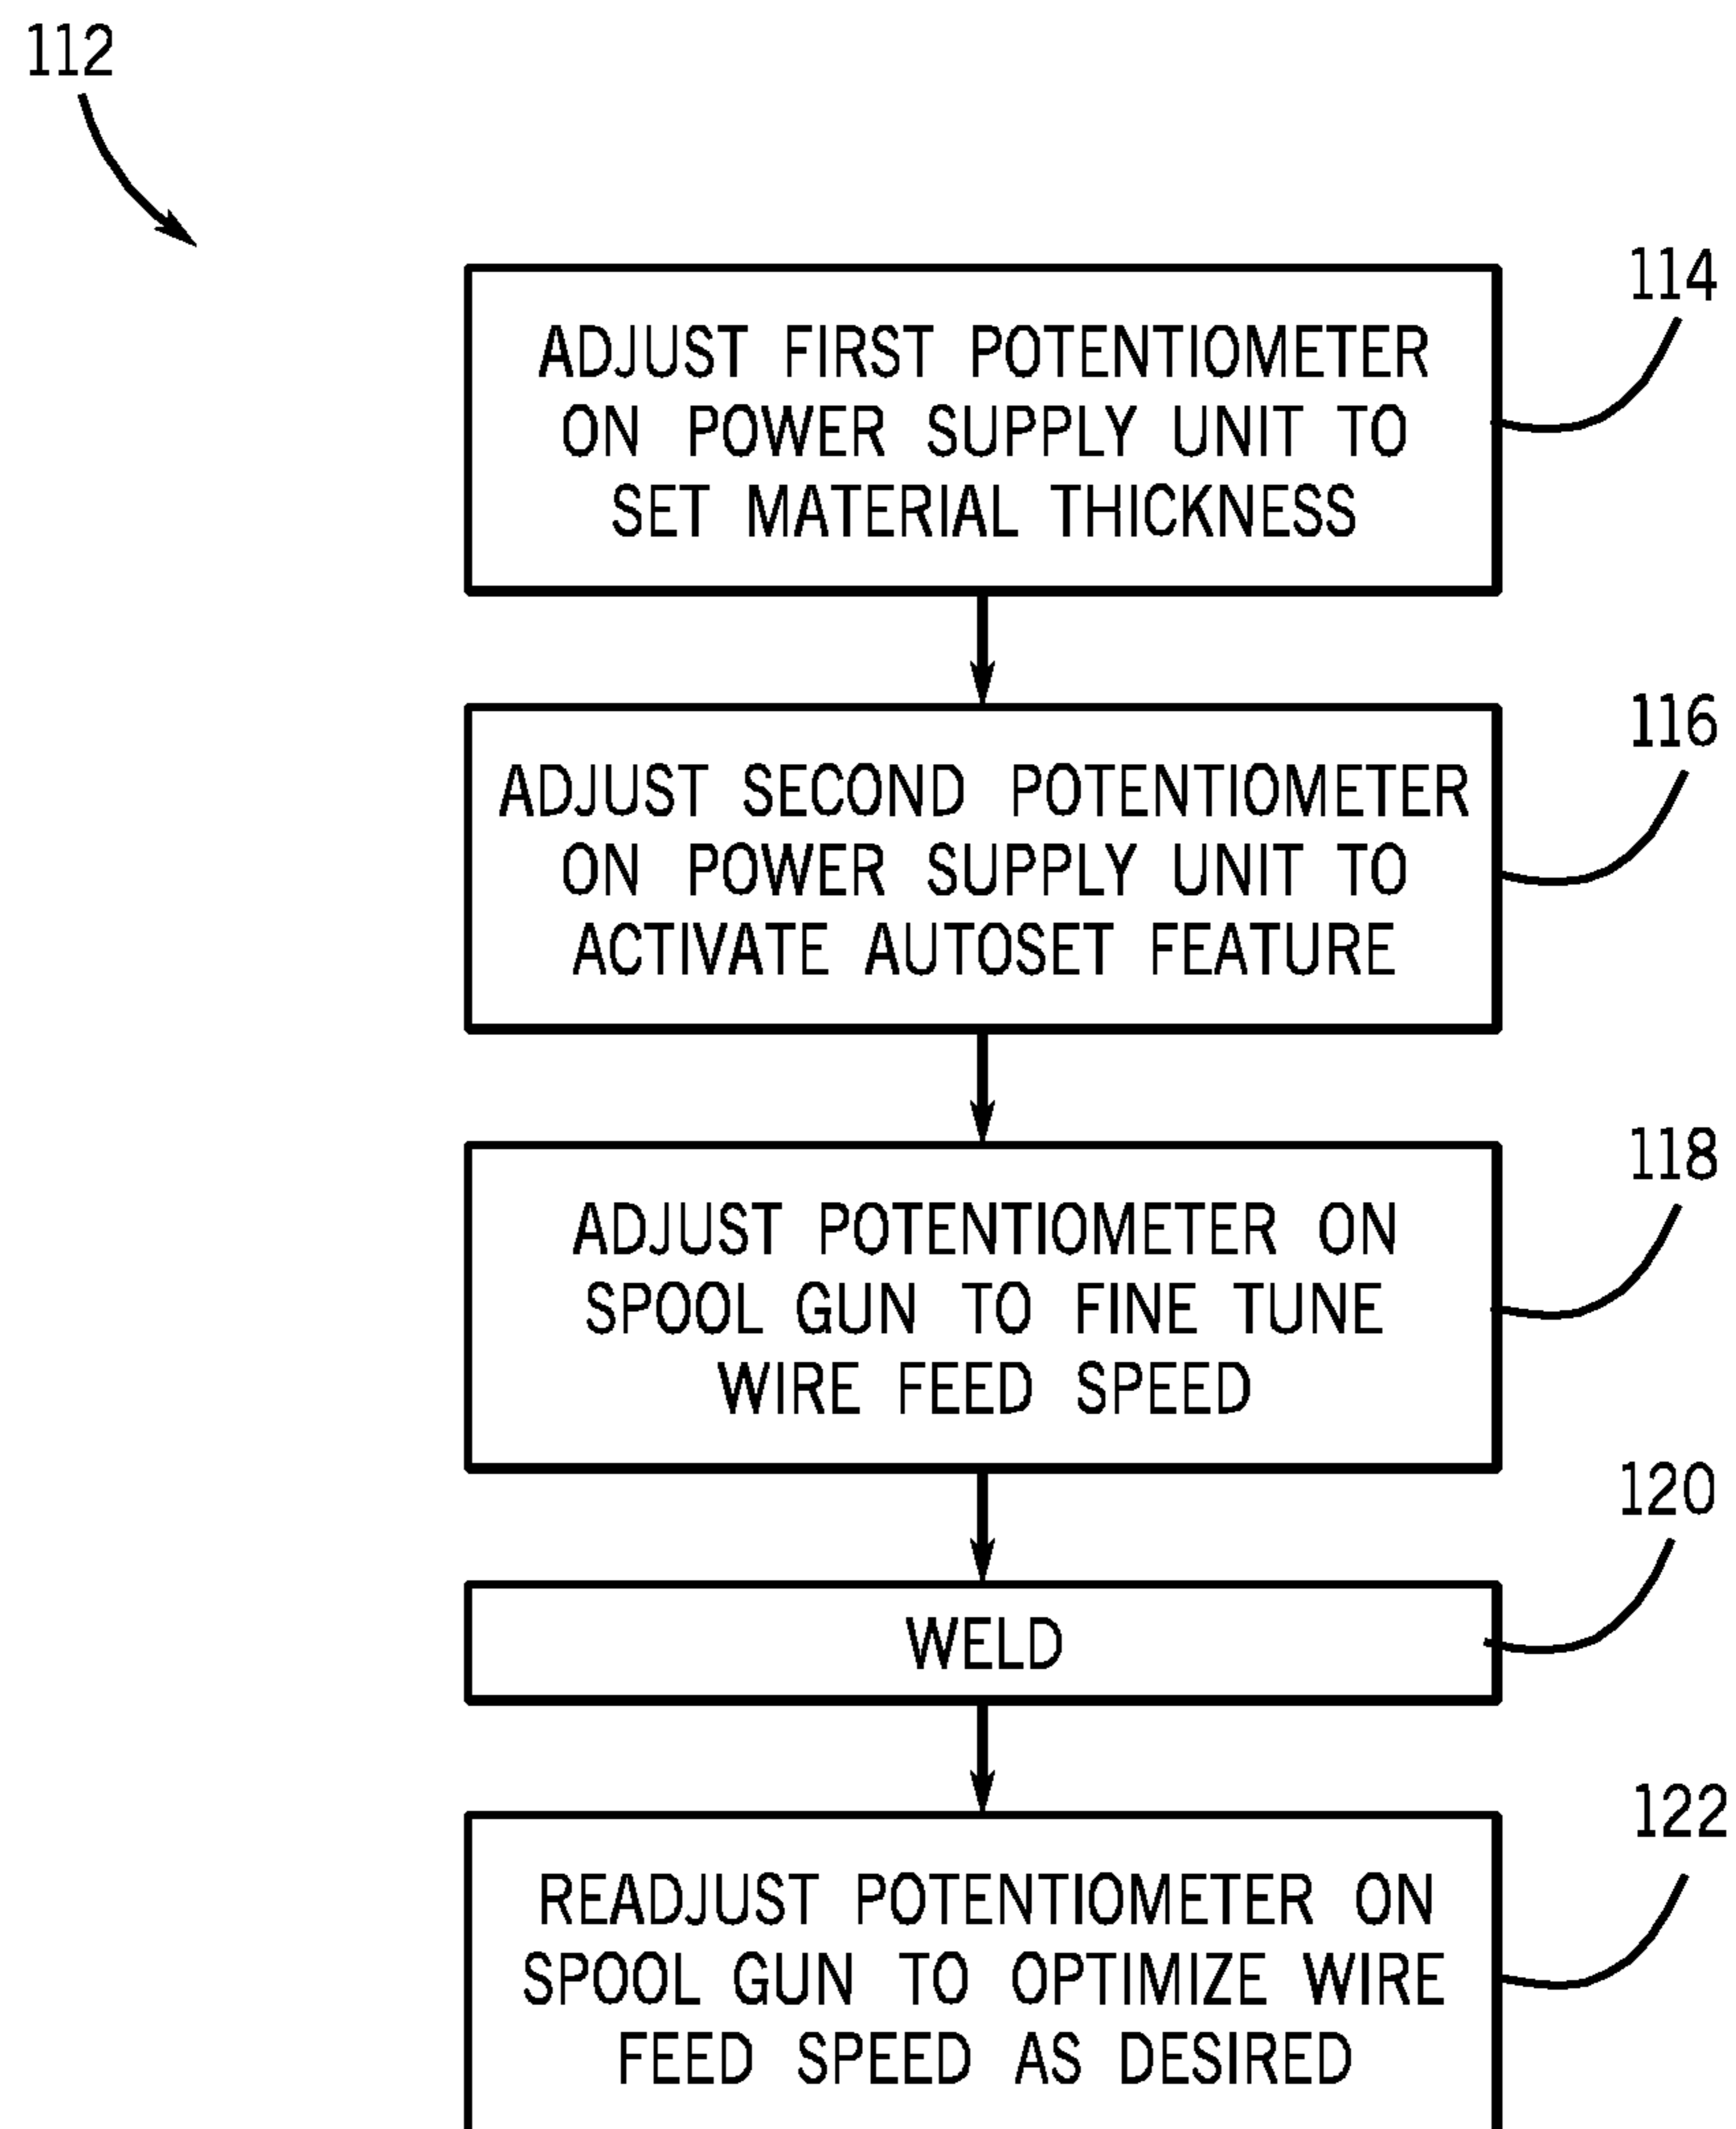 112
114
ADJUST FIRST POTENTIOMETER
ON POWER SUPPLY UNIT TO
SET MATERIAL THICKNESS
116
ADJUST SECOND POTENTIOMETER
ON POWER SUPPLY UNIT TO
ACTIVATE AUTOSET FEATURE
118
ADJUST POTENTIOMETER ON
SPOOL GUN TO FINE TUNE
WIRE FEED SPEED
120
WELD
122
READJUST POTENTIOMETER ON
SPOOL GUN TO OPTIMIZE WIRE
FEED SPEED AS DESIRED